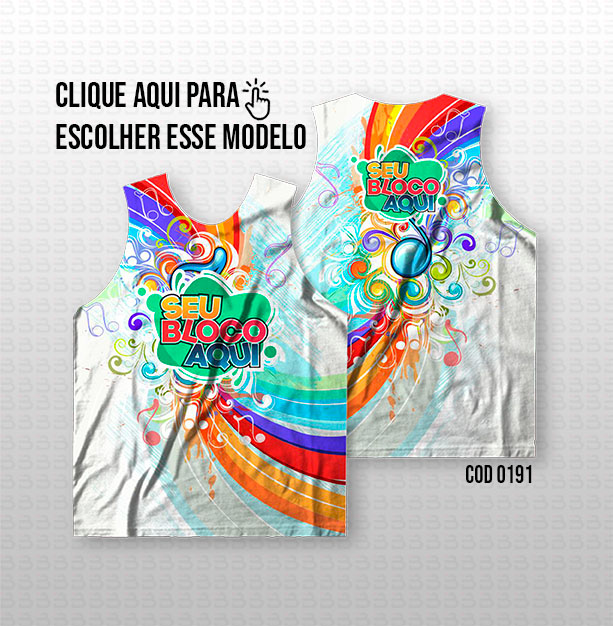 CLIQUE AQUI PARA
ESCOLHER ESSE MODELO
SEU
BLOCO
AQUI
SEU
BLOCO
AQUI
COD 0191